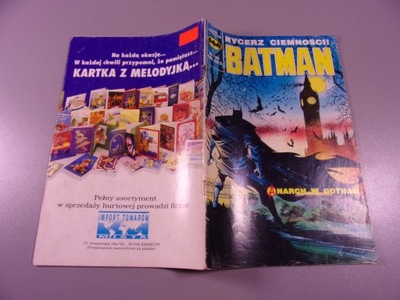 Na każdą okazję...
W każdej chwili przypomni, że pamiętasz...
KARTKA Z MELODYJKĄ...
Pełny asortyment
w sprzedaży hurtowej prowadzi firma
IMPORT TOWARÓW
RYCERZ CIEMNOŚCI!
BATMAN
ANARCH W GOTHAM